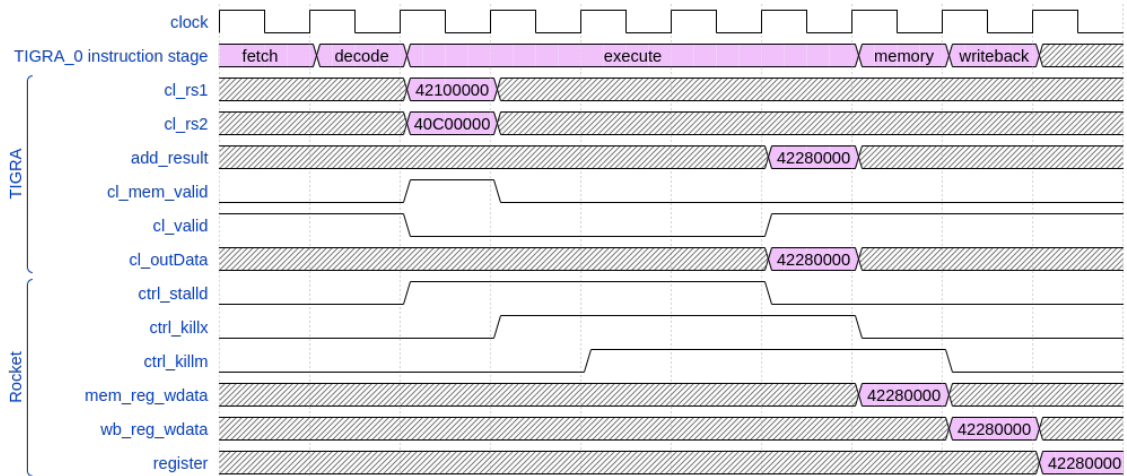 clock
TIGRA_0 instruction stage fetch decode execute memory writeback
TIGRA
cl_rs1 42100000
cl_rs2 40C00000
add_result 42280000
cl_mem_valid
cl_valid
cl_outData 42280000
Rocket
ctrl_stalld
ctrl_killx
ctrl_killm
mem_reg_wdata 42280000
wb_reg_wdata 42280000
register 42280000